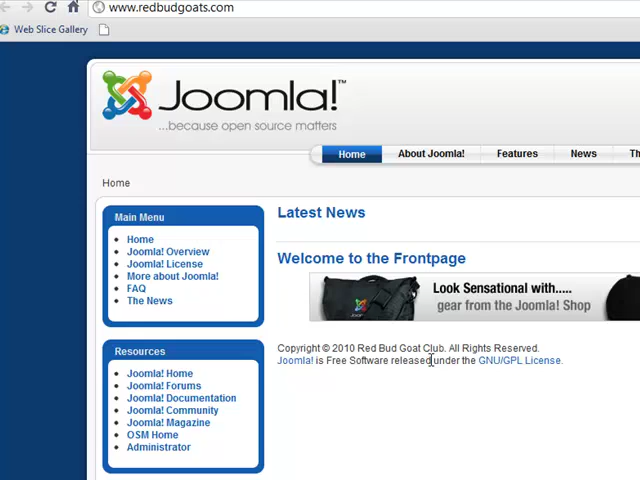 www.redbudgoats.com
Web Slice Gallery
Joomla!™
...because open source matters
Home
About Joomla!
Features
News
Th
Home
Main Menu
Home
Joomla! Overview
Joomla! License
More about Joomla!
FAQ
The News
Resources
Joomla! Home
Joomla! Forums
Joomla! Documentation
Joomla! Community
Joomla! Magazine
OSM Home
Administrator
Latest News
Welcome to the Frontpage
Look Sensational with.....
gear from the Joomla! Shop
Copyright © 2010 Red Bud Goat Club. All Rights Reserved.
Joomla! is Free Software released under the GNU/GPL License.